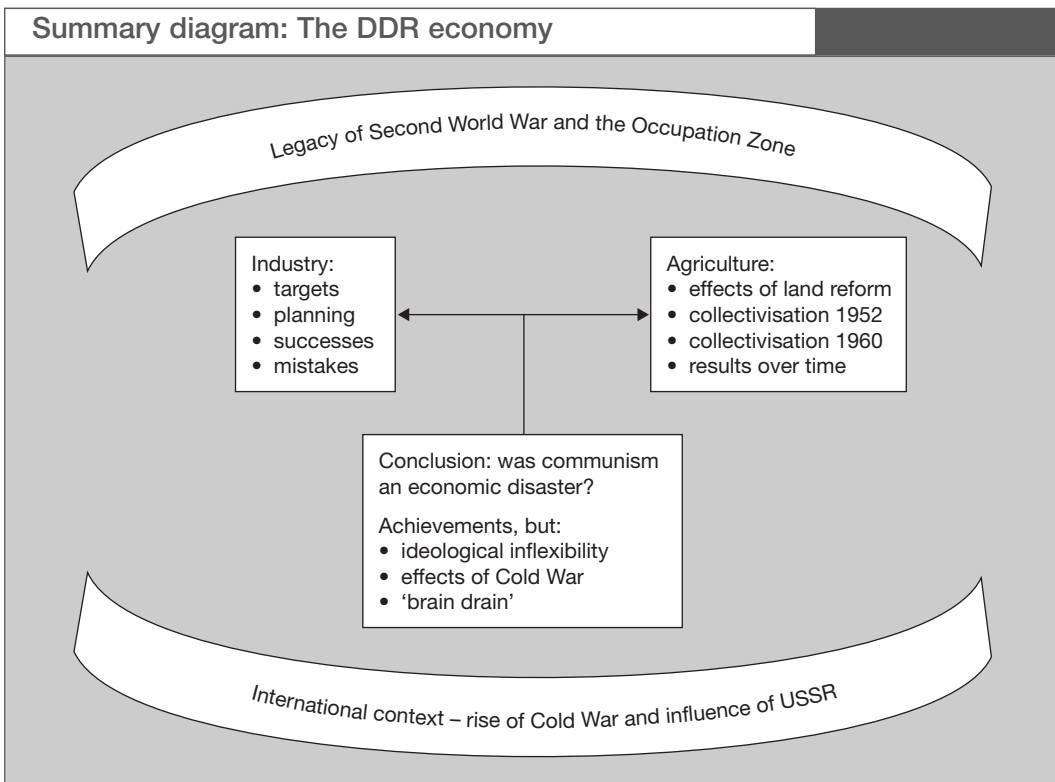 Summary diagram: The DDR economy
Legacy of Second World War and the Occupation Zone
Industry:
• targets
• planning
• successes
• mistakes
Agriculture:
• effects of land reform
• collectivisation 1952
• collectivisation 1960
• results over time
Conclusion: was communism
an economic disaster?
Achievements, but:
• ideological inflexibility
• effects of Cold War
• ‘brain drain’
International context – rise of Cold War and influence of USSR